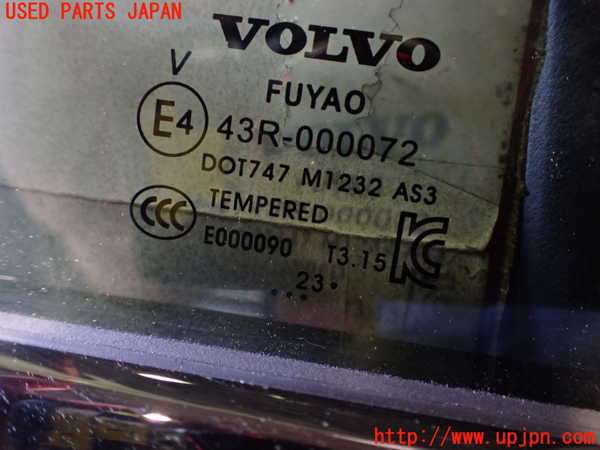 USED PARTS JAPAN
VOLVO
V
FUYAO
E4 43R-000072
DOT747 M1232 AS3
CCC TEMPERED
E000090 T3.15 KC
. 23.
...
http://www.upjpn.com/